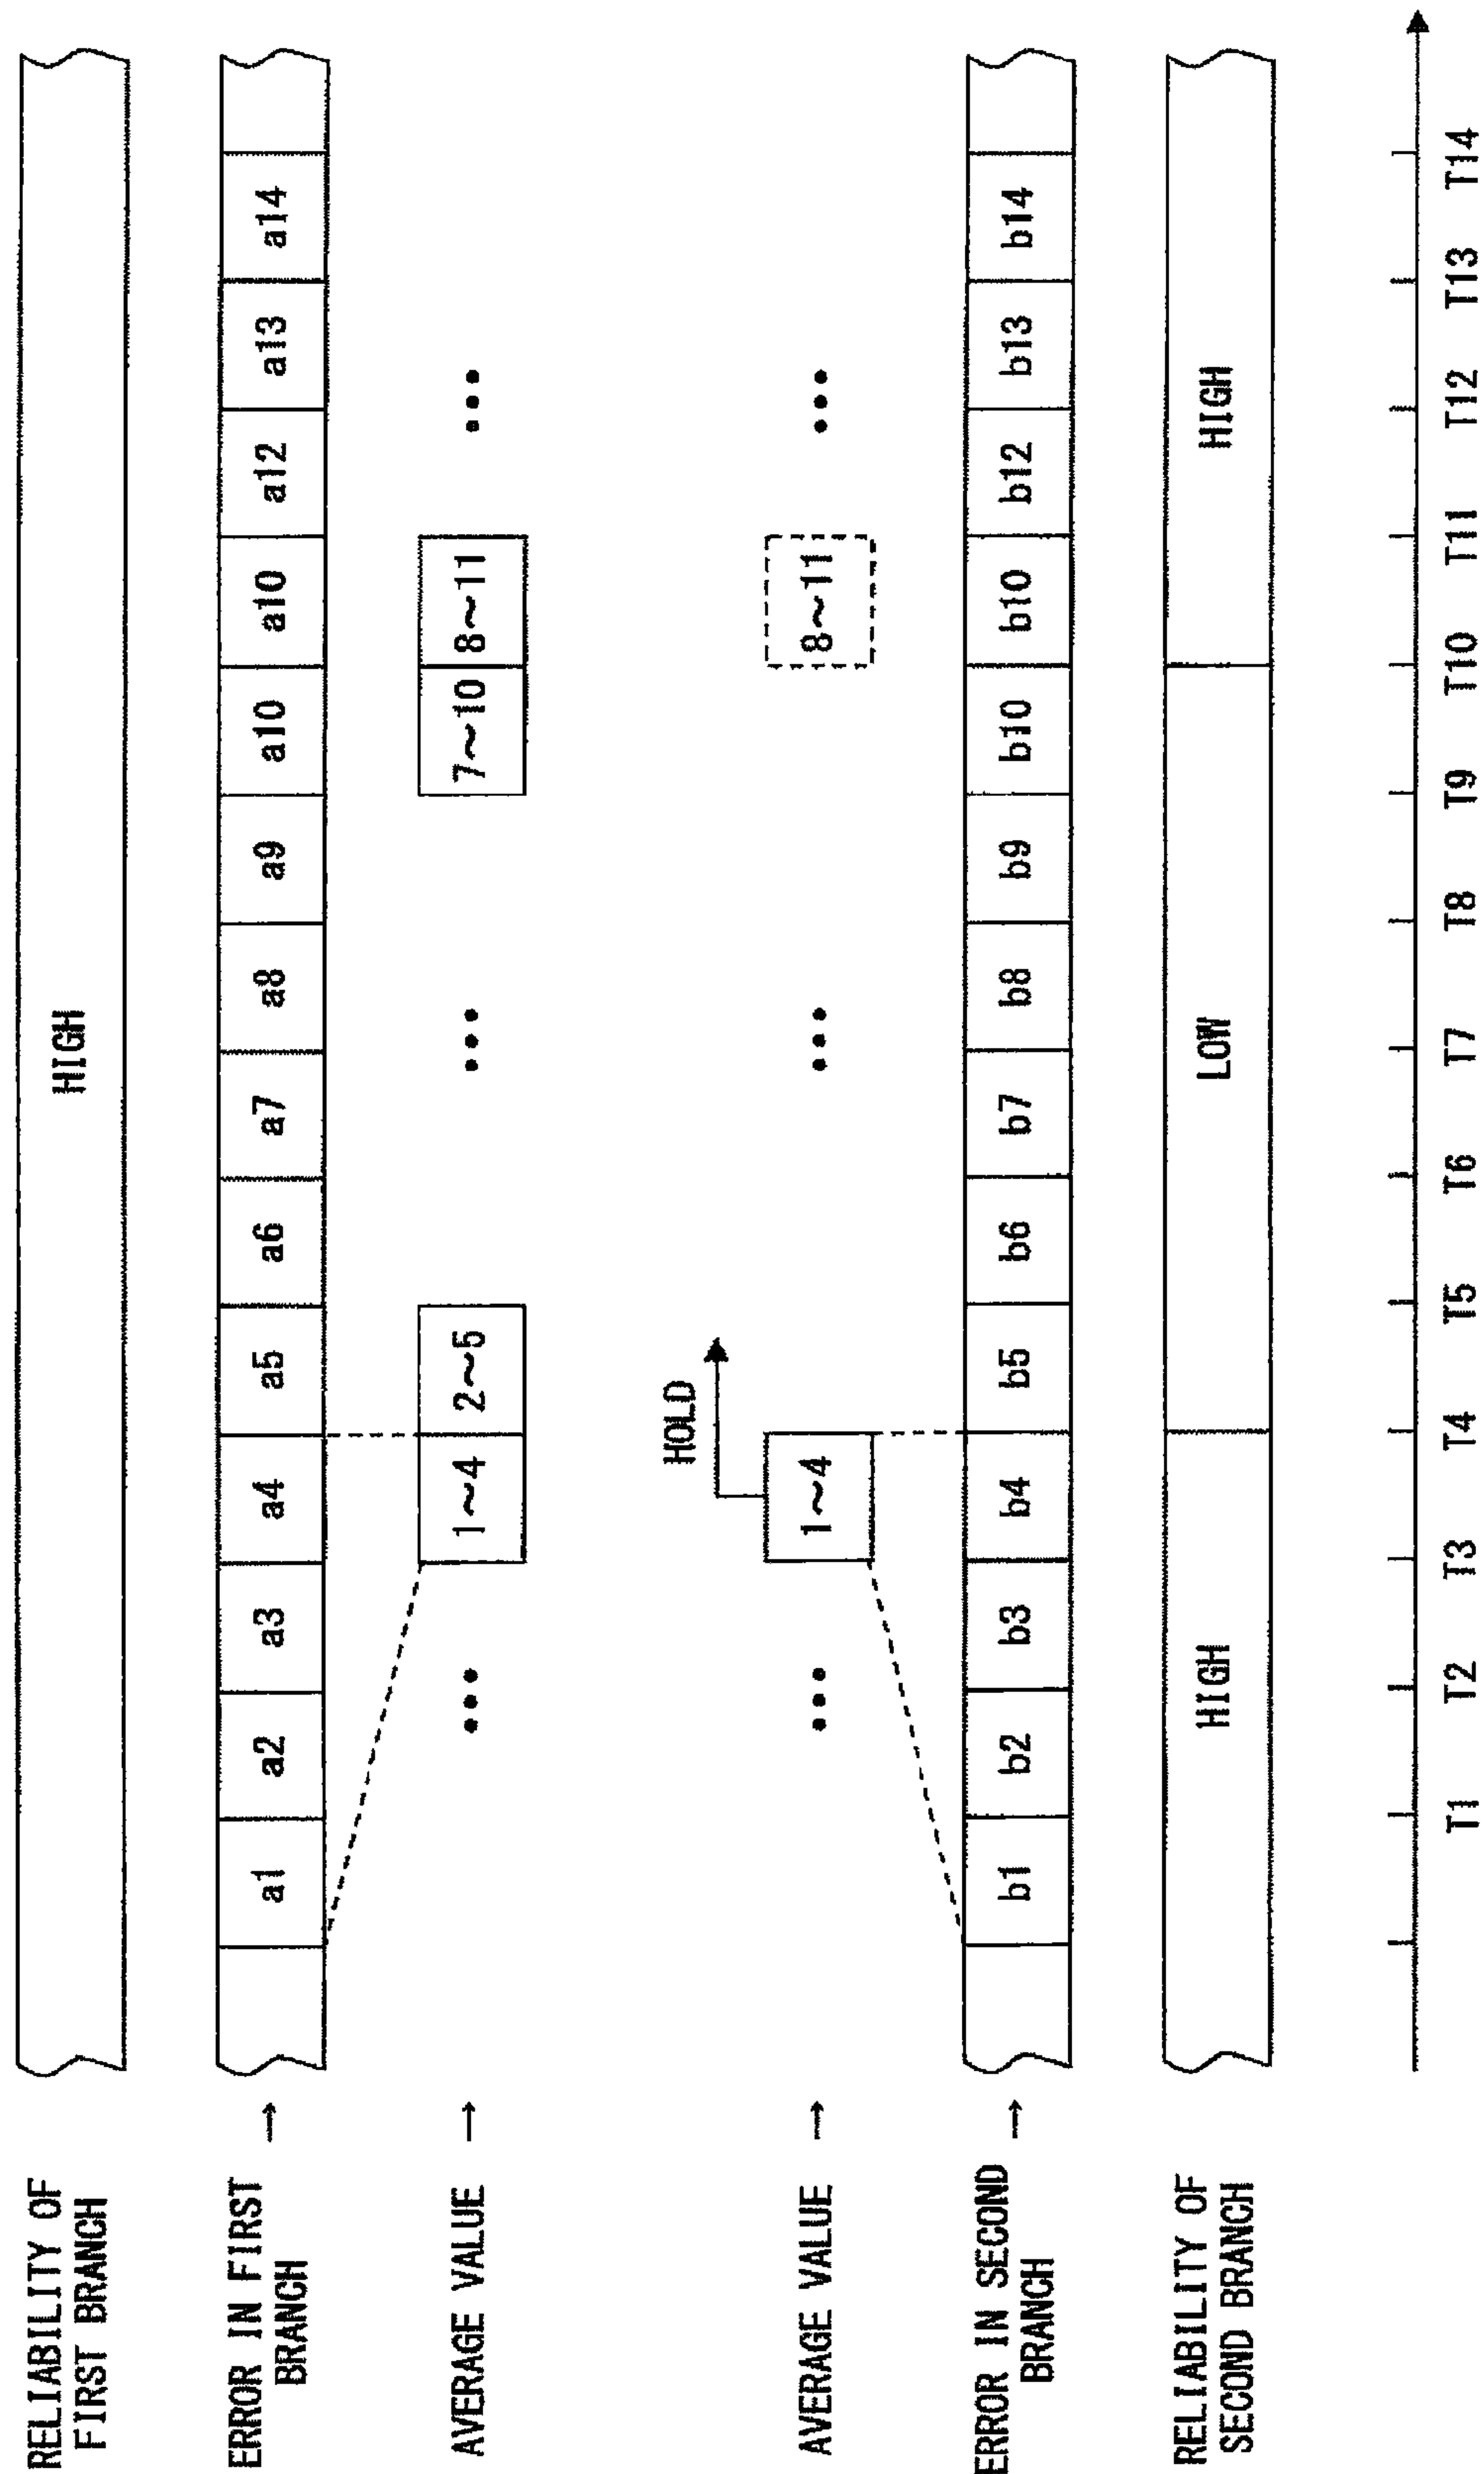 RELIABILITY OF
FIRST BRANCH
HIGH
ERROR IN FIRST →
BRANCH
a1 a2 a3 a4 a5 a6 a7 a8 a9 a10 a10 a12 a13 a14
AVERAGE VALUE →
••• 1~4 2~5 ••• 7~10 8~11 •••
HOLD
AVERAGE VALUE →
••• 1~4 ••• 8~11 •••
ERROR IN SECOND →
BRANCH
b1 b2 b3 b4 b5 b6 b7 b8 b9 b10 b10 b12 b13 b14
RELIABILITY OF
SECOND BRANCH
HIGH LOW HIGH
T1 T2 T3 T4 T5 T6 T7 T8 T9 T10 T11 T12 T13 T14